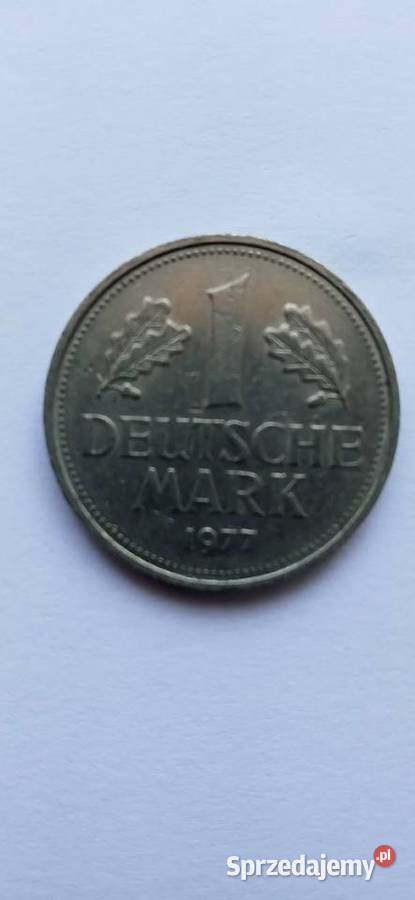 1
DEUTSCHE
MARK
1977
Sprzedajemy.pl